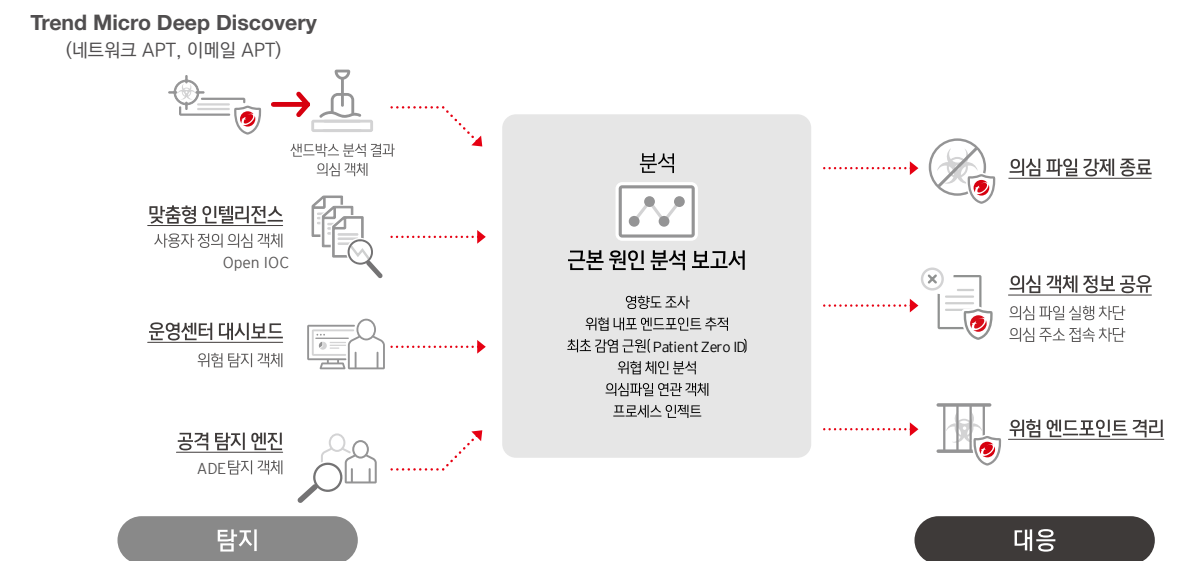 Trend Micro Deep Discovery
(네트워크 APT, 이메일 APT)
샌드박스 분석 결과
의심 객체
맞춤형 인텔리전스
사용자 정의 의심 객체
Open IOC
운영센터 대시보드
위험 탐지 객체
공격 탐지 엔진
ADE탐지 객체
탐지
분석
근본 원인 분석 보고서
영향도 조사
위협 내포 엔드포인트 추적
최초 감염 근원(Patient Zero ID)
위협 체인 분석
의심파일 연관 객체
프로세스 인젝트
의심 파일 강제 종료
의심 객체 정보 공유
의심 파일 실행 차단
의심 주소 접속 차단
위험 엔드포인트 격리
대응